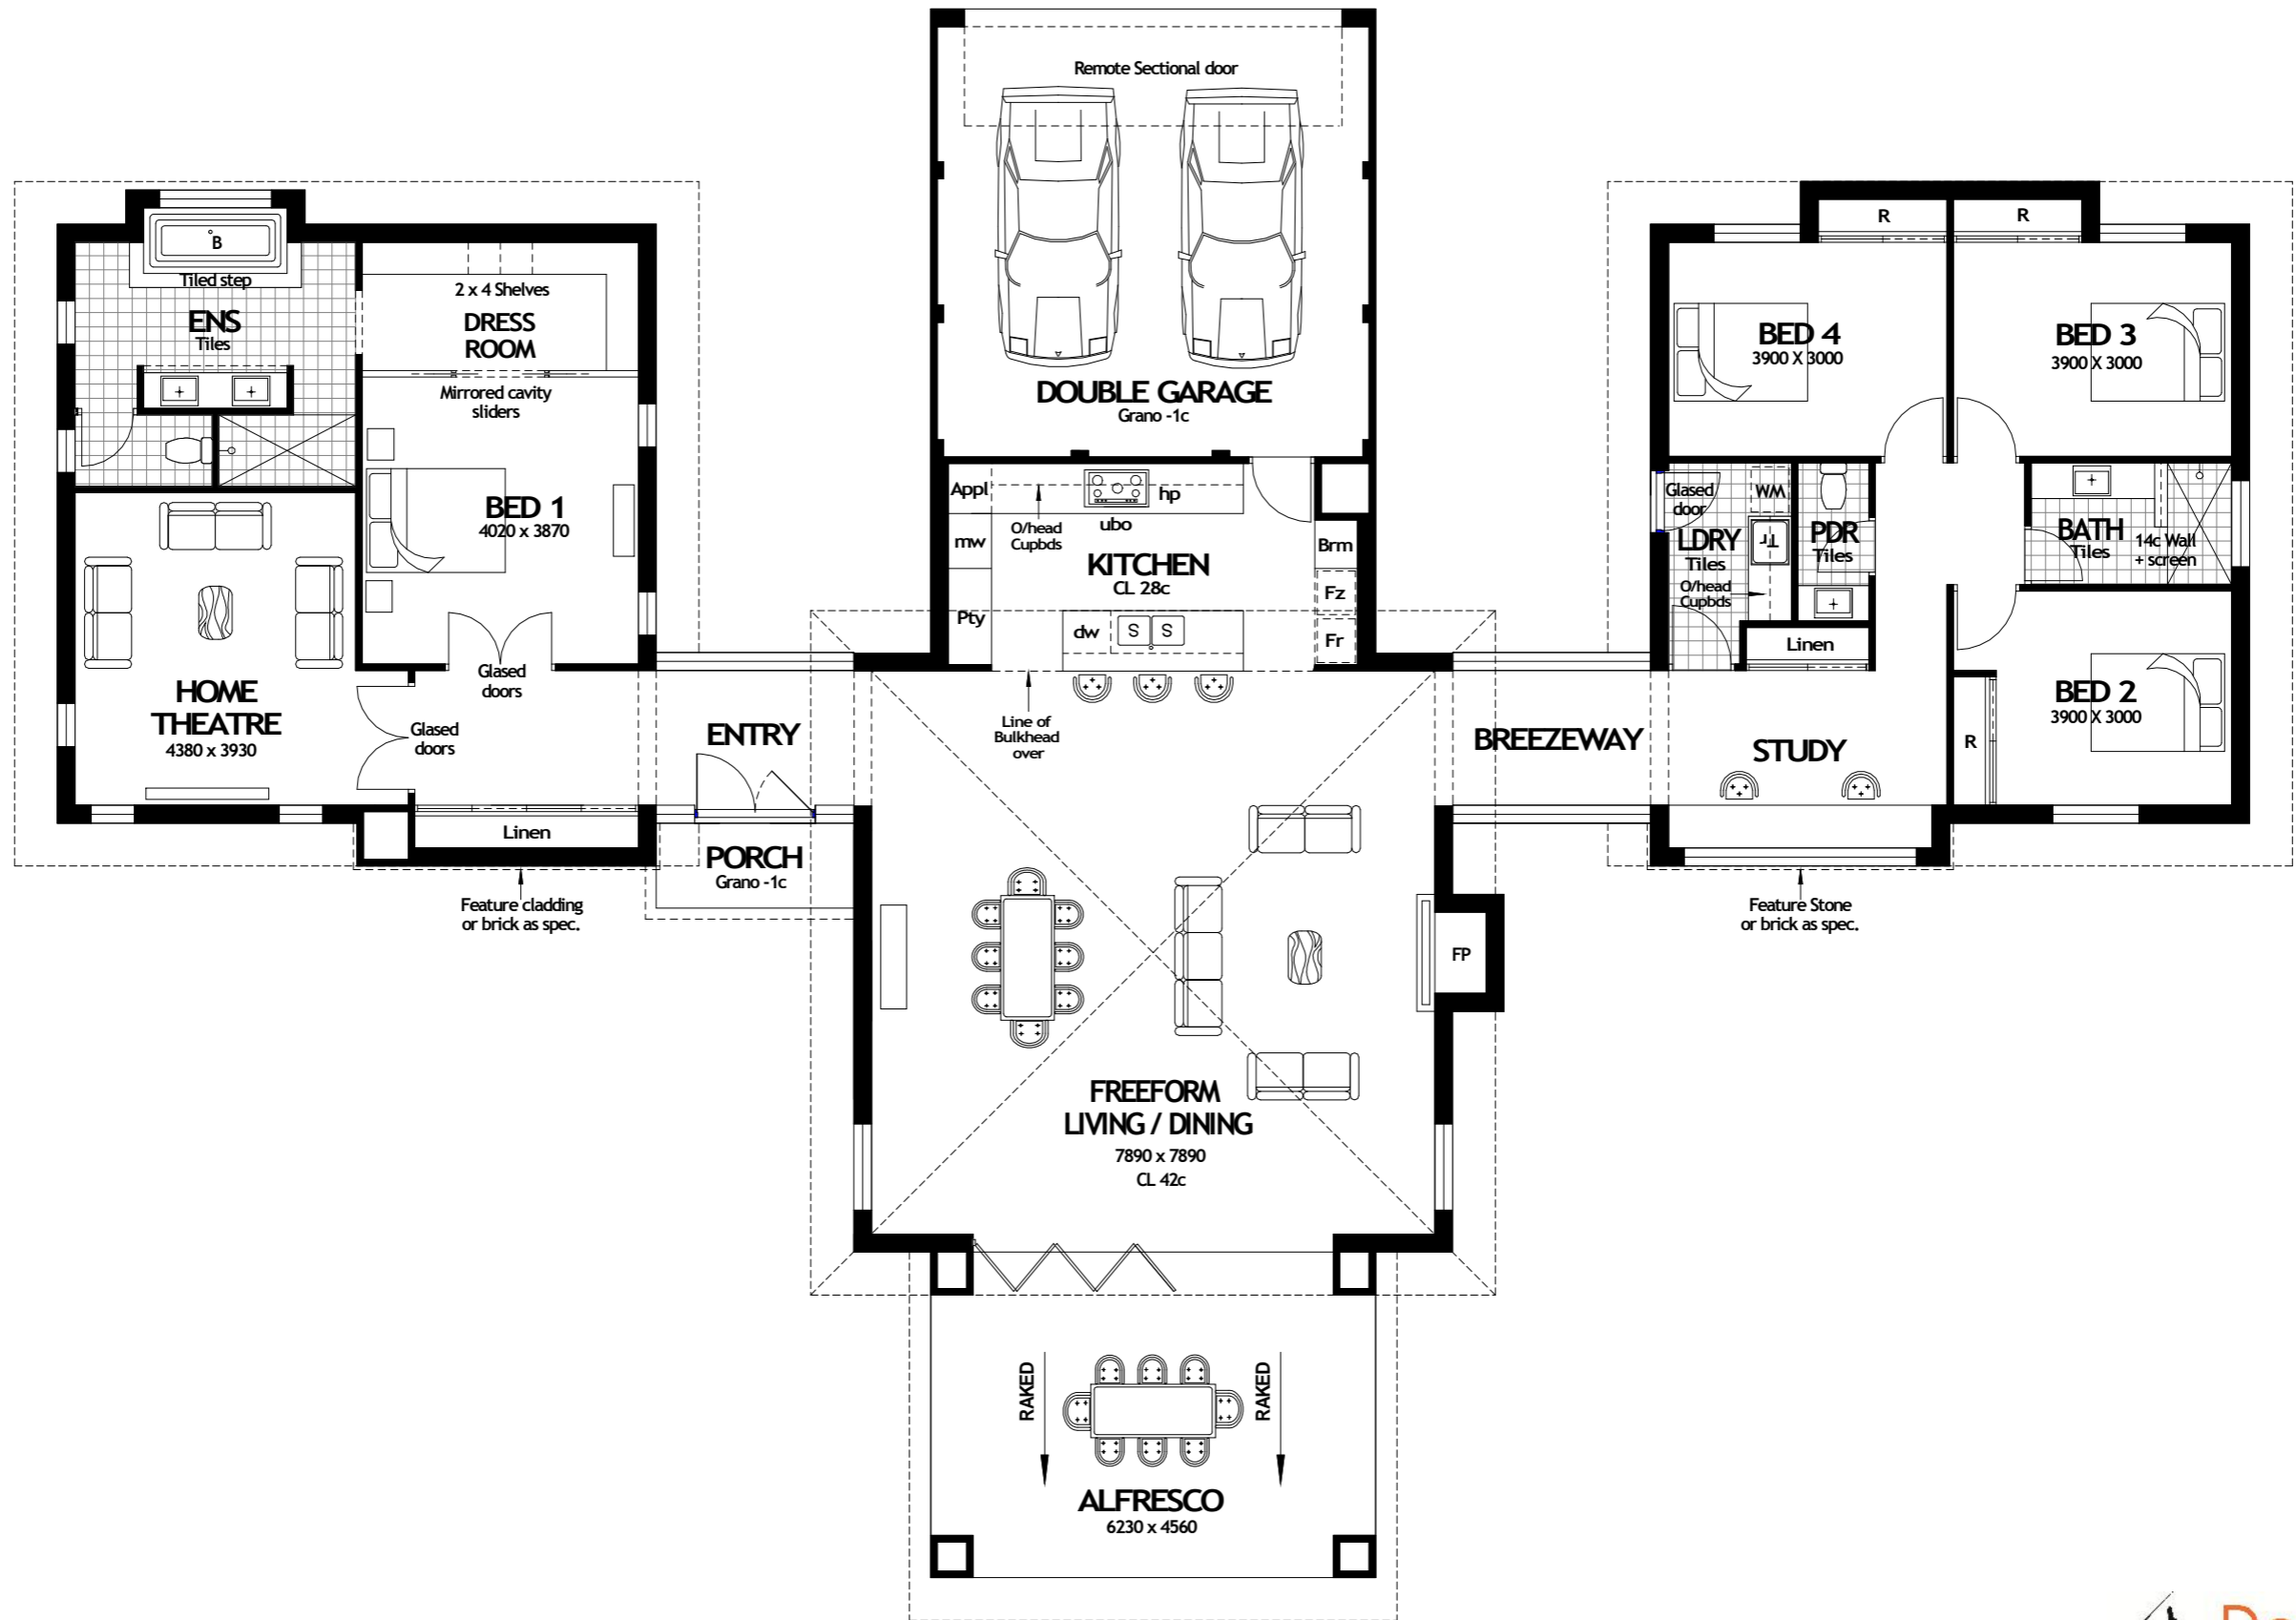 Remote Sectional door
DOUBLE GARAGE
Grano -1c
B
Tiled step
ENS
Tiles
2 x 4 Shelves
DRESS
ROOM
Mirrored cavity
sliders
BED 1
4020 x 3870
Glased
doors
HOME
THEATRE
4380 x 3930
Glased
doors
Linen
Feature cladding
or brick as spec.
ENTRY
PORCH
Grano -1c
Appl
mw
Pty
O/head
Cupbds
ubo
hp
KITCHEN
CL 28c
dw
S S
Brm
Fz
Fr
Line of
Bulkhead
over
FREEFORM
LIVING / DINING
7890 x 7890
CL 42c
FP
RAKED
RAKED
ALFRESCO
6230 x 4560
BREEZEWAY
STUDY
Feature Stone
or brick as spec.
R
R
BED 4
3900 X 3000
BED 3
3900 X 3000
Glased
door
WM
LDRY
Tiles
O/head
Cupbds
Tr
PDR
Tiles
Linen
BATH
Tiles
14c Wall
+ screen
BED 2
3900 X 3000
R